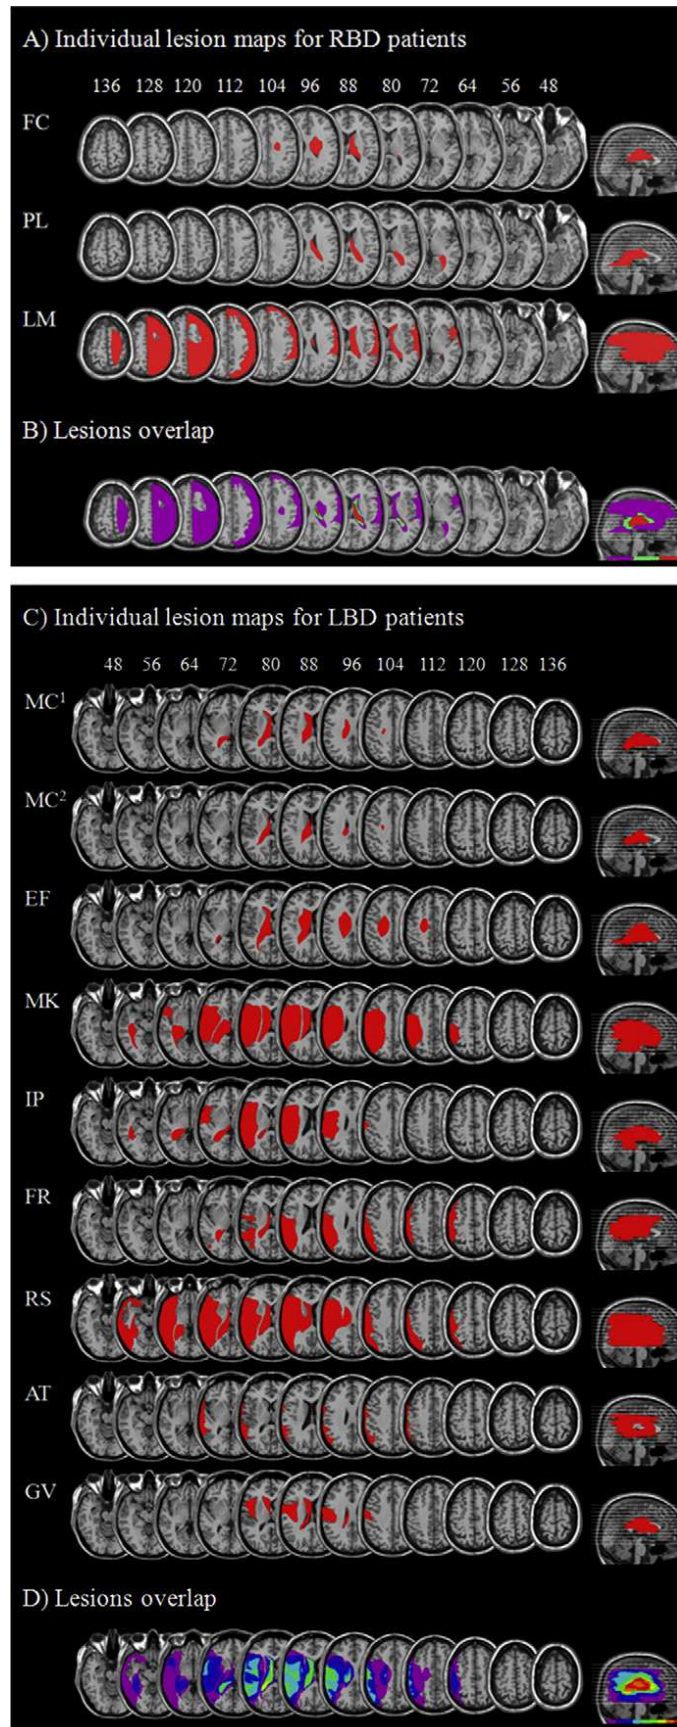 A) Individual lesion maps for RBD patients
136 128 120 112 104 96 88 80 72 64 56 48
FC
PL
LM
B) Lesions overlap
C) Individual lesion maps for LBD patients
48 56 64 72 80 88 96 104 112 120 128 136
MC¹
MC²
EF
MK
IP
FR
RS
AT
GV
D) Lesions overlap